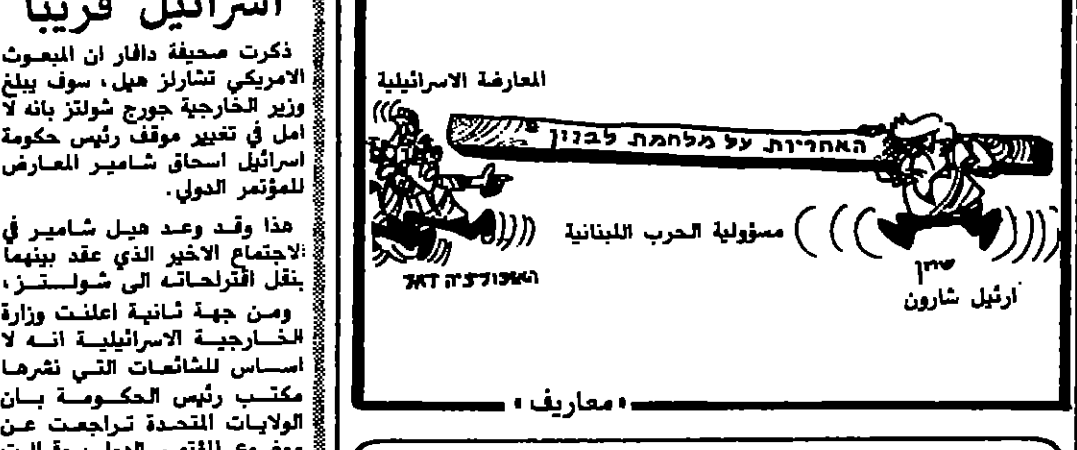 اسرائيل قريبا
ذكرت صحيفة دافار ان المبعوث
الامريكي تشارلز هيل، سوف يبلغ
وزير الخارجية جورج شولتز بانه لا
امل في تغيير موقف رئيس حكومة
اسرائيل اسحاق شامير المعارض
للمؤتمر الدولي.
هذا وقد وعد هيل شامير في
الاجتماع الاخير الذي عقد بينهما
بنقل اقتراحاته الى شولتز،
ومن جهة ثانية اعلنت وزارة
الخارجية الاسرائيلية انه لا
اساس للشائعات التي نشرها
مكتب رئيس الحكومة بان
الولايات المتحدة تراجعت عن
المعارضة الاسرائيلية
האחריות על מלחמת לבנון
مسؤولية الحرب اللبنانية
שרון
ارئيل شارون
« معاريف »